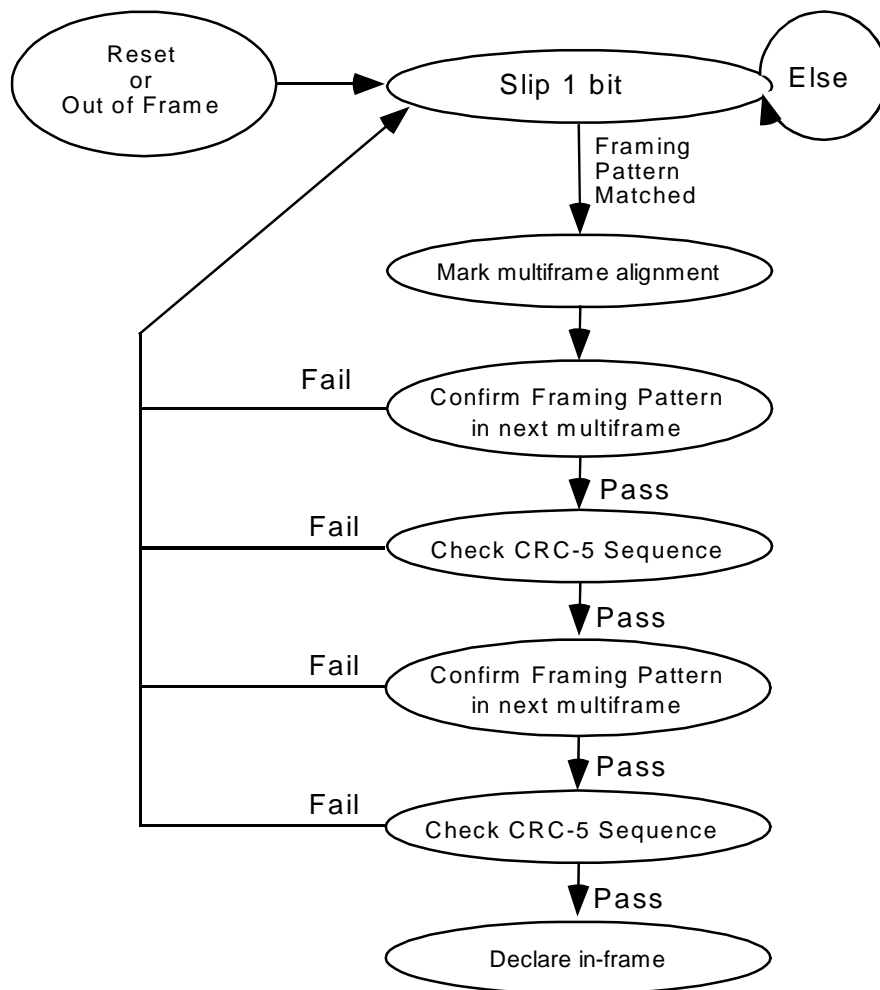 Reset
or
Out of Frame
Slip 1 bit
Else
Framing
Pattern
Matched
Mark multiframe alignment
Fail
Confirm Framing Pattern
in next multiframe
Pass
Fail
Check CRC-5 Sequence
Pass
Fail
Confirm Framing Pattern
in next multiframe
Pass
Fail
Check CRC-5 Sequence
Pass
Declare in-frame